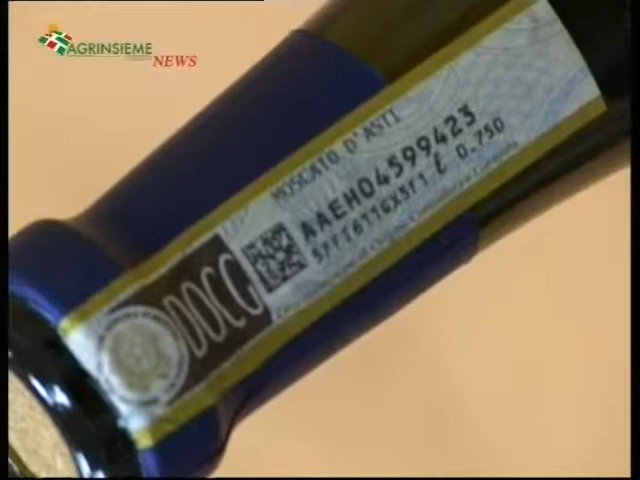 AGRINSIEME
NEWS
MOSCATO D'ASTI
AAEH04599423
ℓ 0.750
DOCG